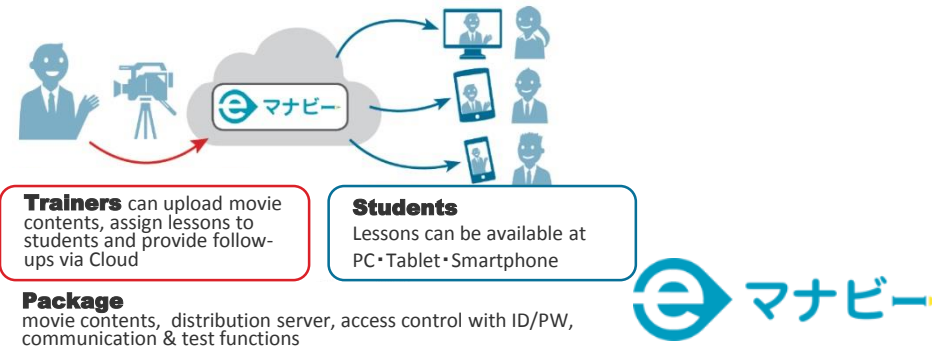 e マナビー
Trainers can upload movie
contents, assign lessons to
students and provide follow-
ups via Cloud
Students
Lessons can be available at
PC・Tablet・Smartphone
Package
movie contents, distribution server, access control with ID/PW,
communication & test functions
e マナビー